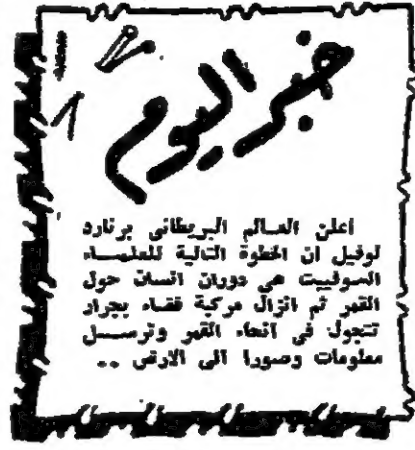 خبر اليوم
اعلن العالم البريطاني برنارد
لوفيل ان الخطوة التالية للعلماء
السوفييت هي دوران انسان حول
القمر ثم انزال مركبة فضاء بجرار
تتجول في انحاء القمر وترسل
معلومات وصورا الى الارض ..